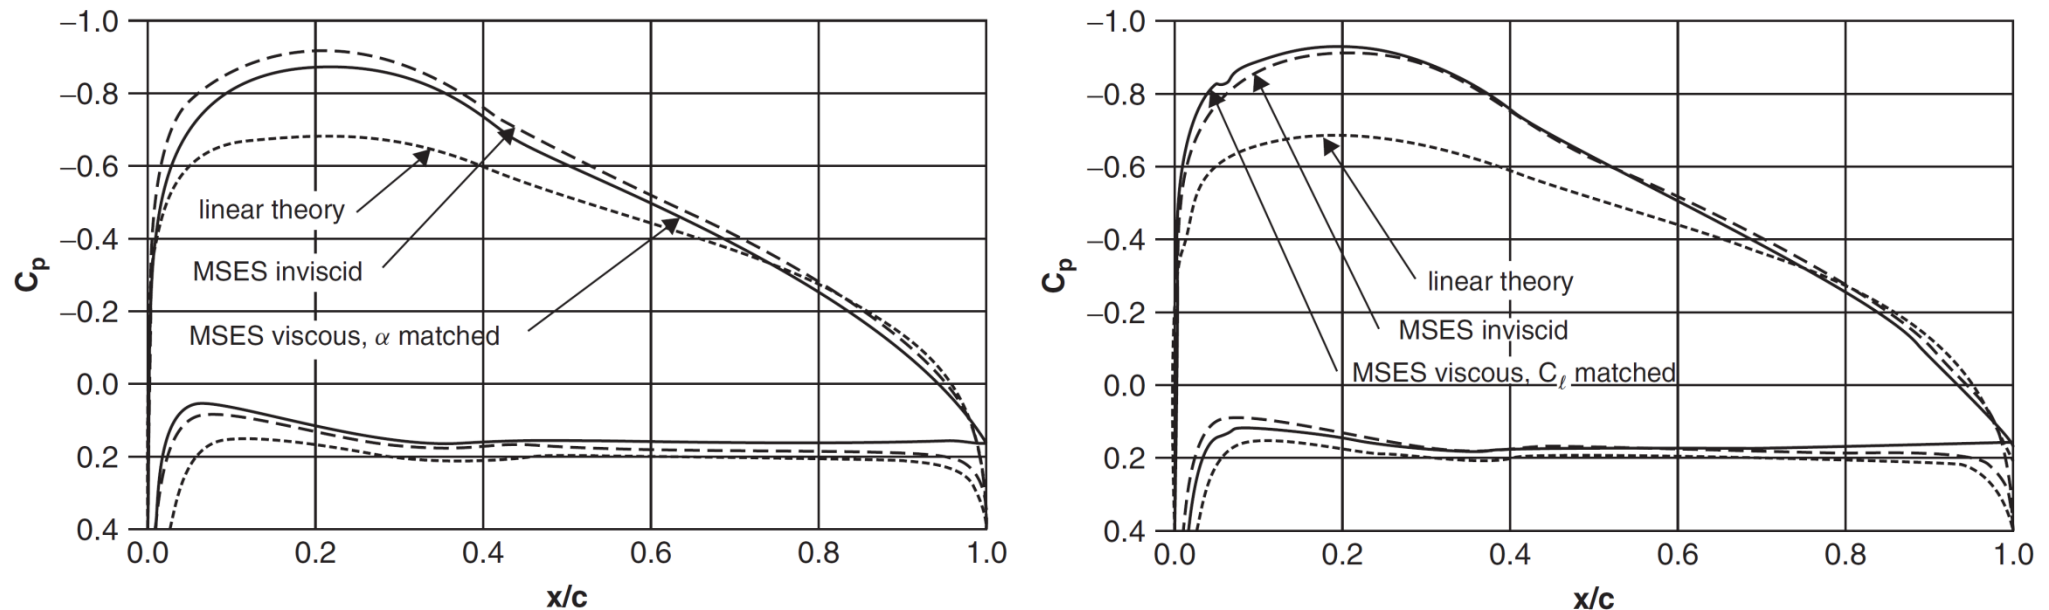 −1.0
−0.8
−0.6
−0.4
−0.2
0.0
0.2
0.4
Cp
linear theory
MSES inviscid
MSES viscous, α matched
0.0 0.2 0.4 0.6 0.8 1.0
x/c
−1.0
−0.8
−0.6
−0.4
−0.2
0.0
0.2
0.4
Cp
linear theory
MSES inviscid
MSES viscous, Cℓ matched
0.0 0.2 0.4 0.6 0.8 1.0
x/c